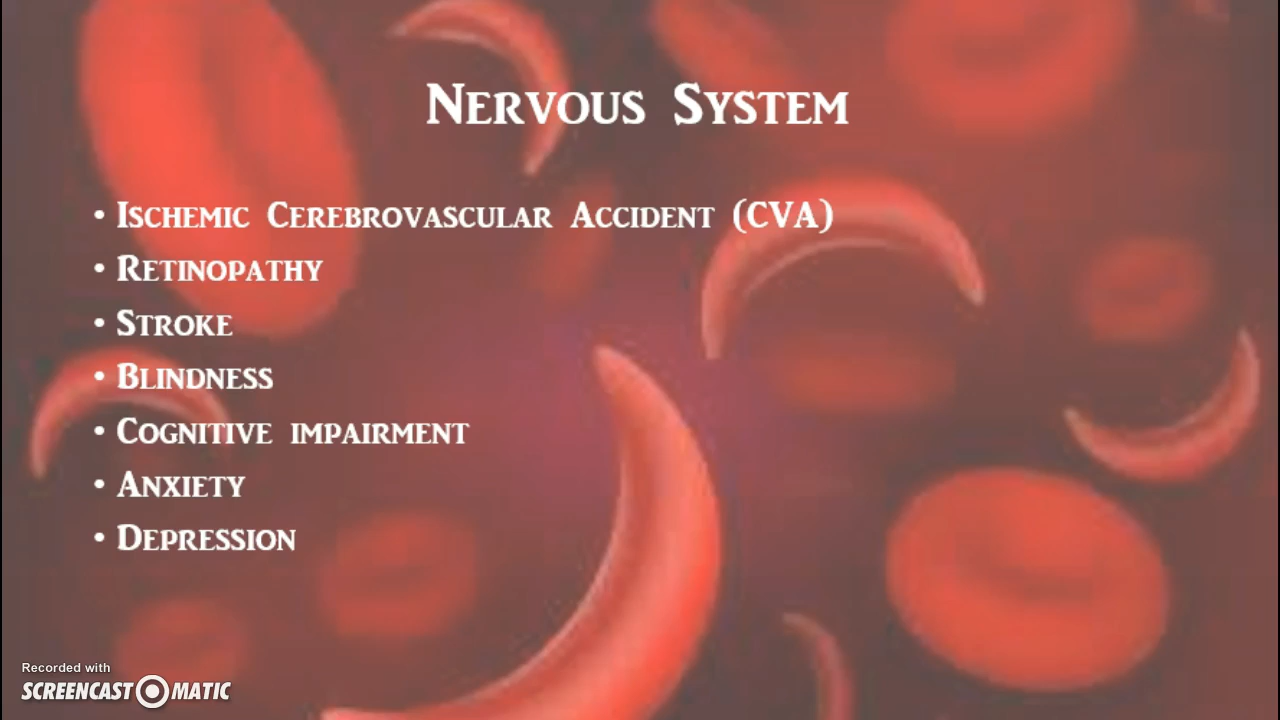 Nervous System
• Ischemic Cerebrovascular Accident (CVA)
• Retinopathy
• Stroke
• Blindness
• Cognitive impairment
• Anxiety
• Depression
Recorded with
SCREENCAST O MATIC